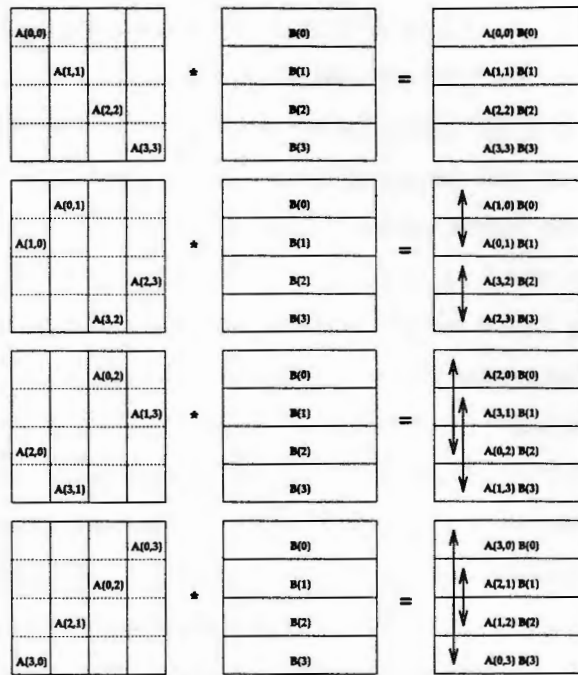 A(0,0) B(0) A(0,0) B(0)
A(1,1) * B(1) = A(1,1) B(1)
A(2,2) B(2) A(2,2) B(2)
A(3,3) B(3) A(3,3) B(3)
A(0,1) B(0) A(1,0) B(0)
A(1,0) * B(1) = A(0,1) B(1)
A(2,3) B(2) A(3,2) B(2)
A(3,2) B(3) A(2,3) B(3)
A(0,2) B(0) A(2,0) B(0)
A(1,3) * B(1) = A(3,1) B(1)
A(2,0) B(2) A(0,2) B(2)
A(3,1) B(3) A(1,3) B(3)
A(0,3) B(0) A(3,0) B(0)
A(0,2) * B(1) = A(2,1) B(1)
A(2,1) B(2) A(1,2) B(2)
A(3,0) B(3) A(0,3) B(3)